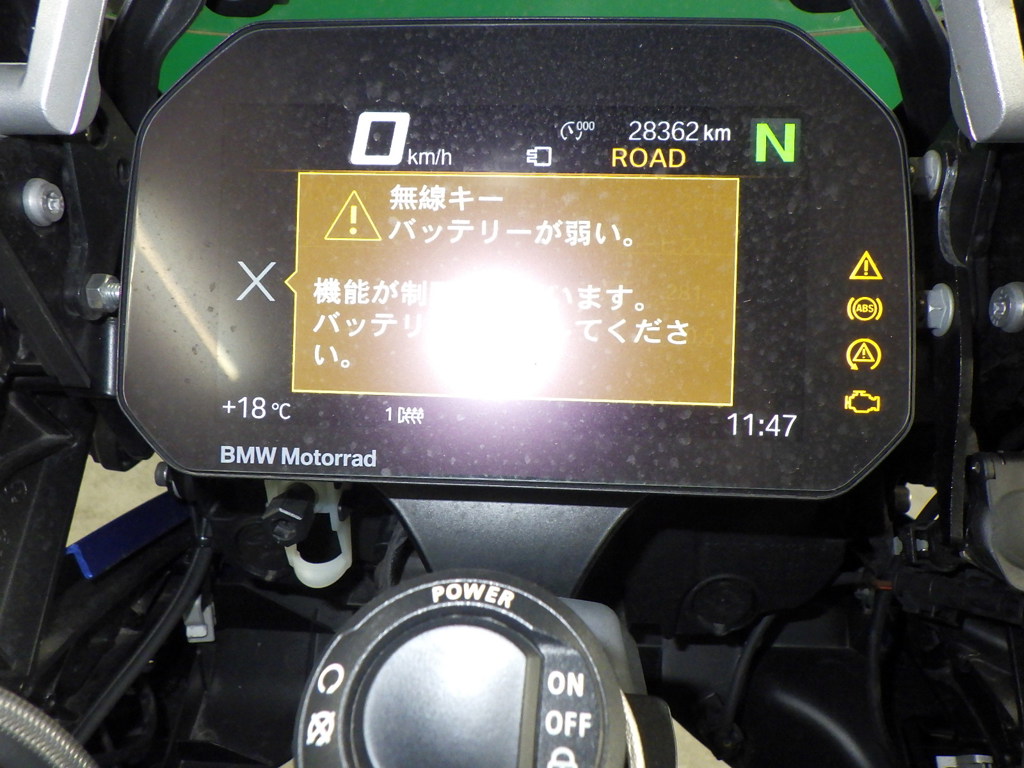 0 km/h
000
28362 km
ROAD
N
無線キー
バッテリーが弱い。
機能が制 います。
バッテリ てくださ
い。
ABS
+18 °C
1
11:47
BMW Motorrad
POWER
ON
OFF